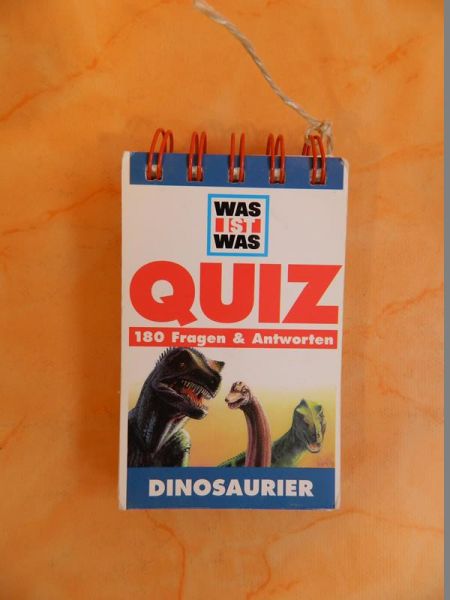 WAS
IST
WAS
QUIZ
180 Fragen & Antworten
DINOSAURIER